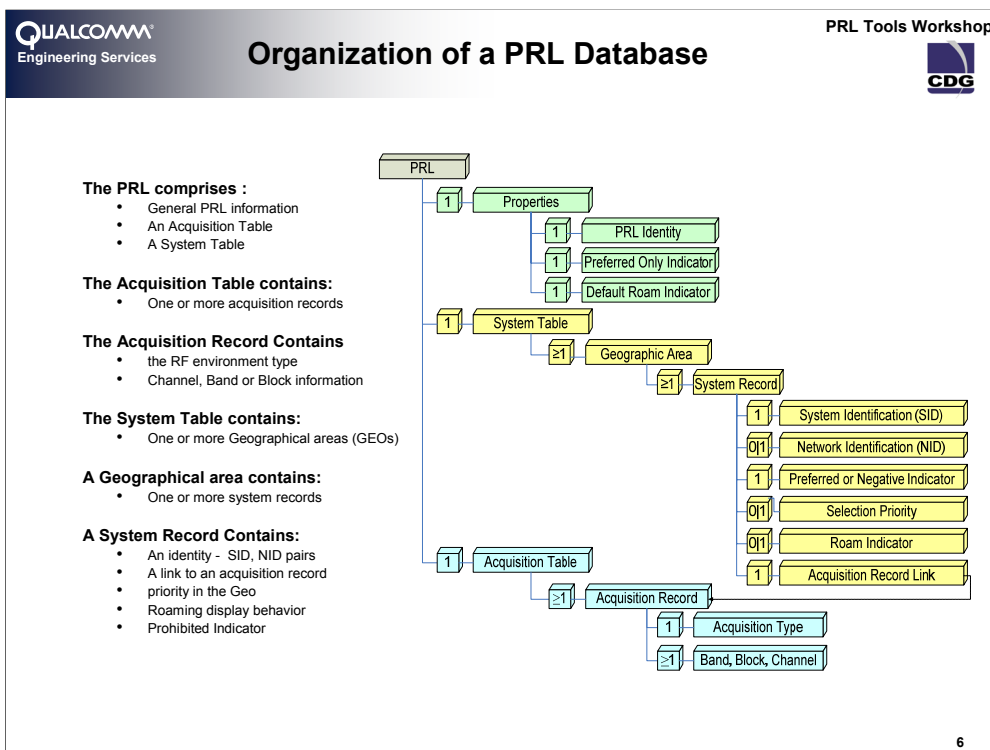 QUALCOMM®
Engineering Services
Organization of a PRL Database
PRL Tools Workshop
CDG
The PRL comprises :
• General PRL information
• An Acquisition Table
• A System Table
The Acquisition Table contains:
• One or more acquisition records
The Acquisition Record Contains
• the RF environment type
• Channel, Band or Block information
The System Table contains:
• One or more Geographical areas (GEOs)
A Geographical area contains:
• One or more system records
A System Record Contains:
• An identity - SID, NID pairs
• A link to an acquisition record
• priority in the Geo
• Roaming display behavior
• Prohibited Indicator
PRL
1 Properties
1 PRL Identity
1 Preferred Only Indicator
1 Default Roam Indicator
1 System Table
≥1 Geographic Area
≥1 System Record
1 System Identification (SID)
0|1 Network Identification (NID)
1 Preferred or Negative Indicator
0|1 Selection Priority
0|1 Roam Indicator
1 Acquisition Record Link
1 Acquisition Table
≥1 Acquisition Record
1 Acquisition Type
≥1 Band, Block, Channel
6